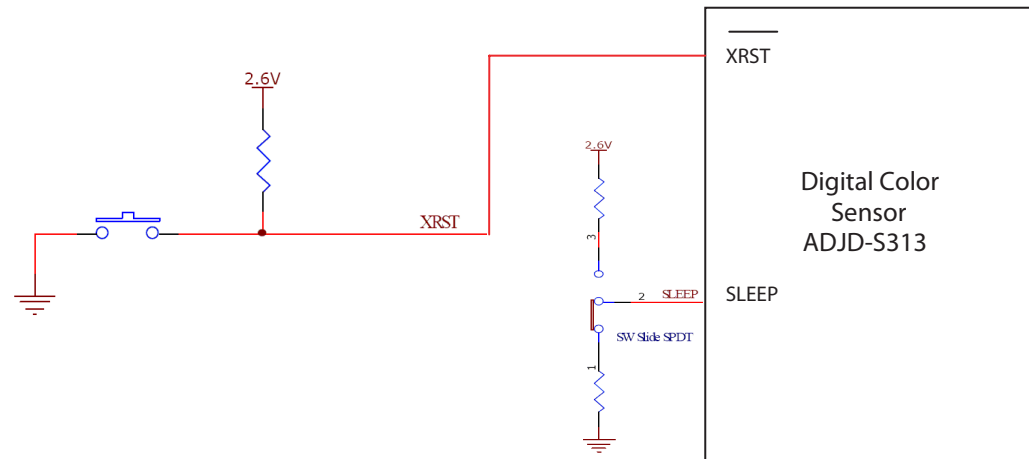 XRST
2.6V
2.6V
Digital Color
Sensor
ADJD-S313
XRST
3
SLEEP
2
SLEEP
SW Slide SPDT
1